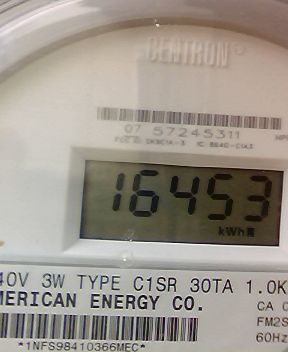 CENTRON®
07 57245311
16453
kWh
40V 3W TYPE C1SR 30TA 1.0K
MERICAN ENERGY CO.
CA 0
FM2S
60Hz
*1NFS98410366MEC*